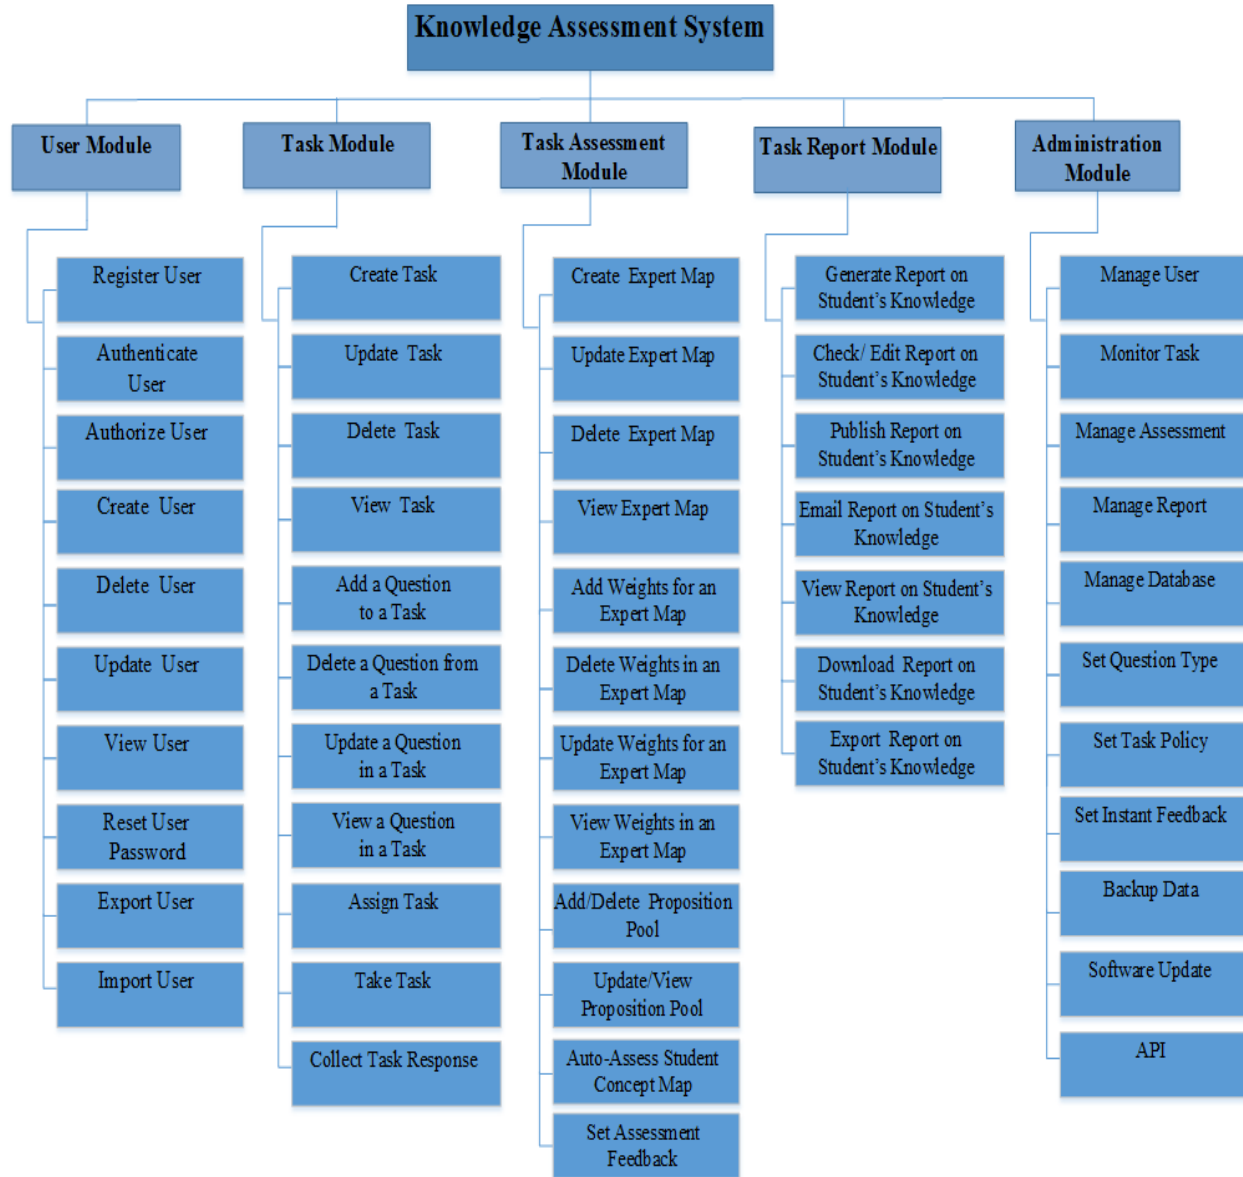 Knowledge Assessment System
User Module
Task Module
Task Assessment
Module
Task Report Module
Administration
Module
Register User
Authenticate
User
Authorize User
Create User
Delete User
Update User
View User
Reset User
Password
Export User
Import User
Create Task
Update Task
Delete Task
View Task
Add a Question
to a Task
Delete a Question from
a Task
Update a Question
in a Task
View a Question
in a Task
Assign Task
Take Task
Collect Task Response
Create Expert Map
Update Expert Map
Delete Expert Map
View Expert Map
Add Weights for an
Expert Map
Delete Weights in an
Expert Map
Update Weights for an
Expert Map
View Weights in an
Expert Map
Add/Delete Proposition
Pool
Update/View
Proposition Pool
Auto-Assess Student
Concept Map
Set Assessment
Feedback
Generate Report on
Student's Knowledge
Check/ Edit Report on
Student's Knowledge
Publish Report on
Student's Knowledge
Email Report on Student's
Knowledge
View Report on Student's
Knowledge
Download Report on
Student's Knowledge
Export Report on
Student's Knowledge
Manage User
Monitor Task
Manage Assessment
Manage Report
Manage Database
Set Question Type
Set Task Policy
Set Instant Feedback
Backup Data
Software Update
API